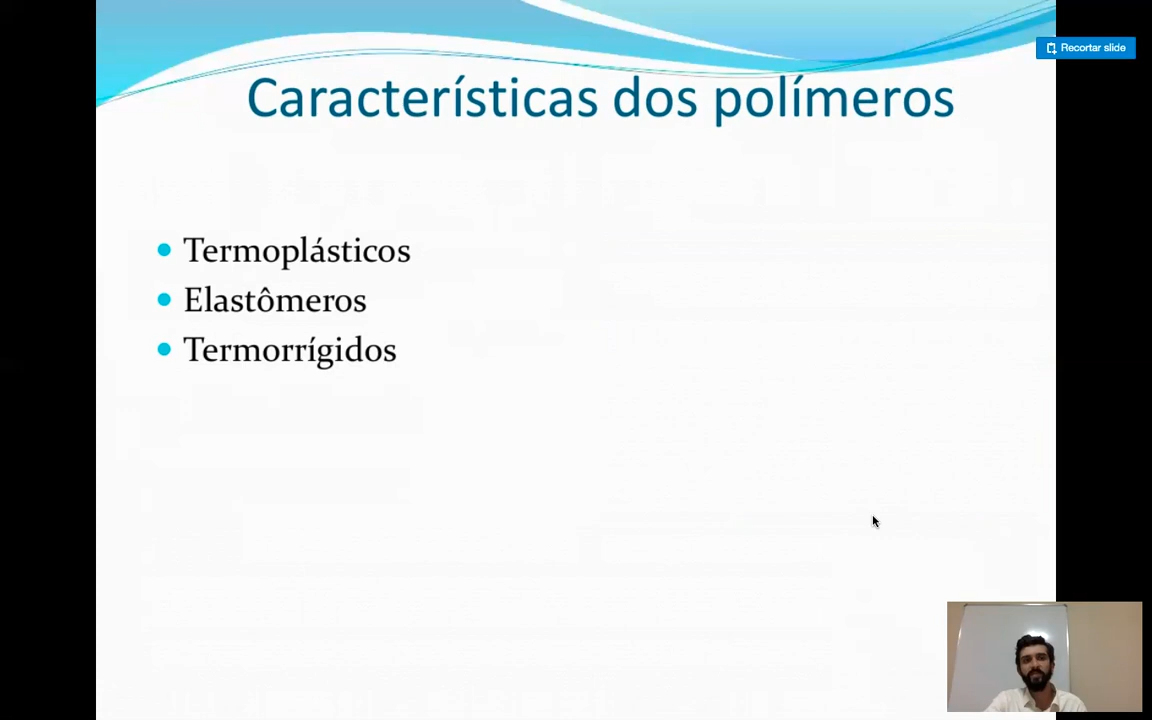 Recortar slide
Características dos polímeros
Termoplásticos
Elastômeros
Termorrígidos